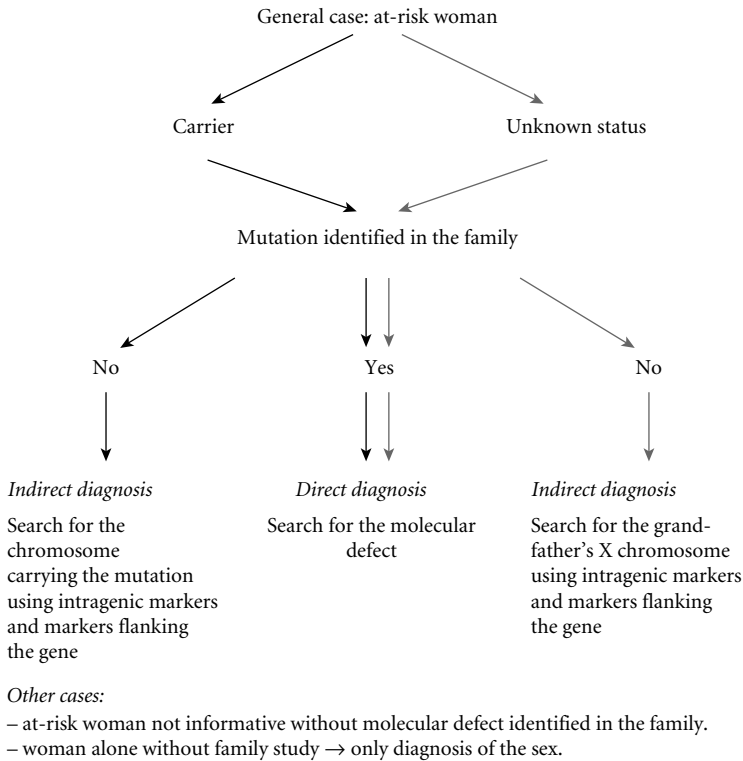 General case: at-risk woman
Carrier
Unknown status
Mutation identified in the family
No
Yes
No
Indirect diagnosis
Search for the
chromosome
carrying the mutation
using intragenic markers
and markers flanking
the gene
Direct diagnosis
Search for the molecular
defect
Indirect diagnosis
Search for the grand-
father's X chromosome
using intragenic markers
and markers flanking
the gene
Other cases:
– at-risk woman not informative without molecular defect identified in the family.
– woman alone without family study → only diagnosis of the sex.